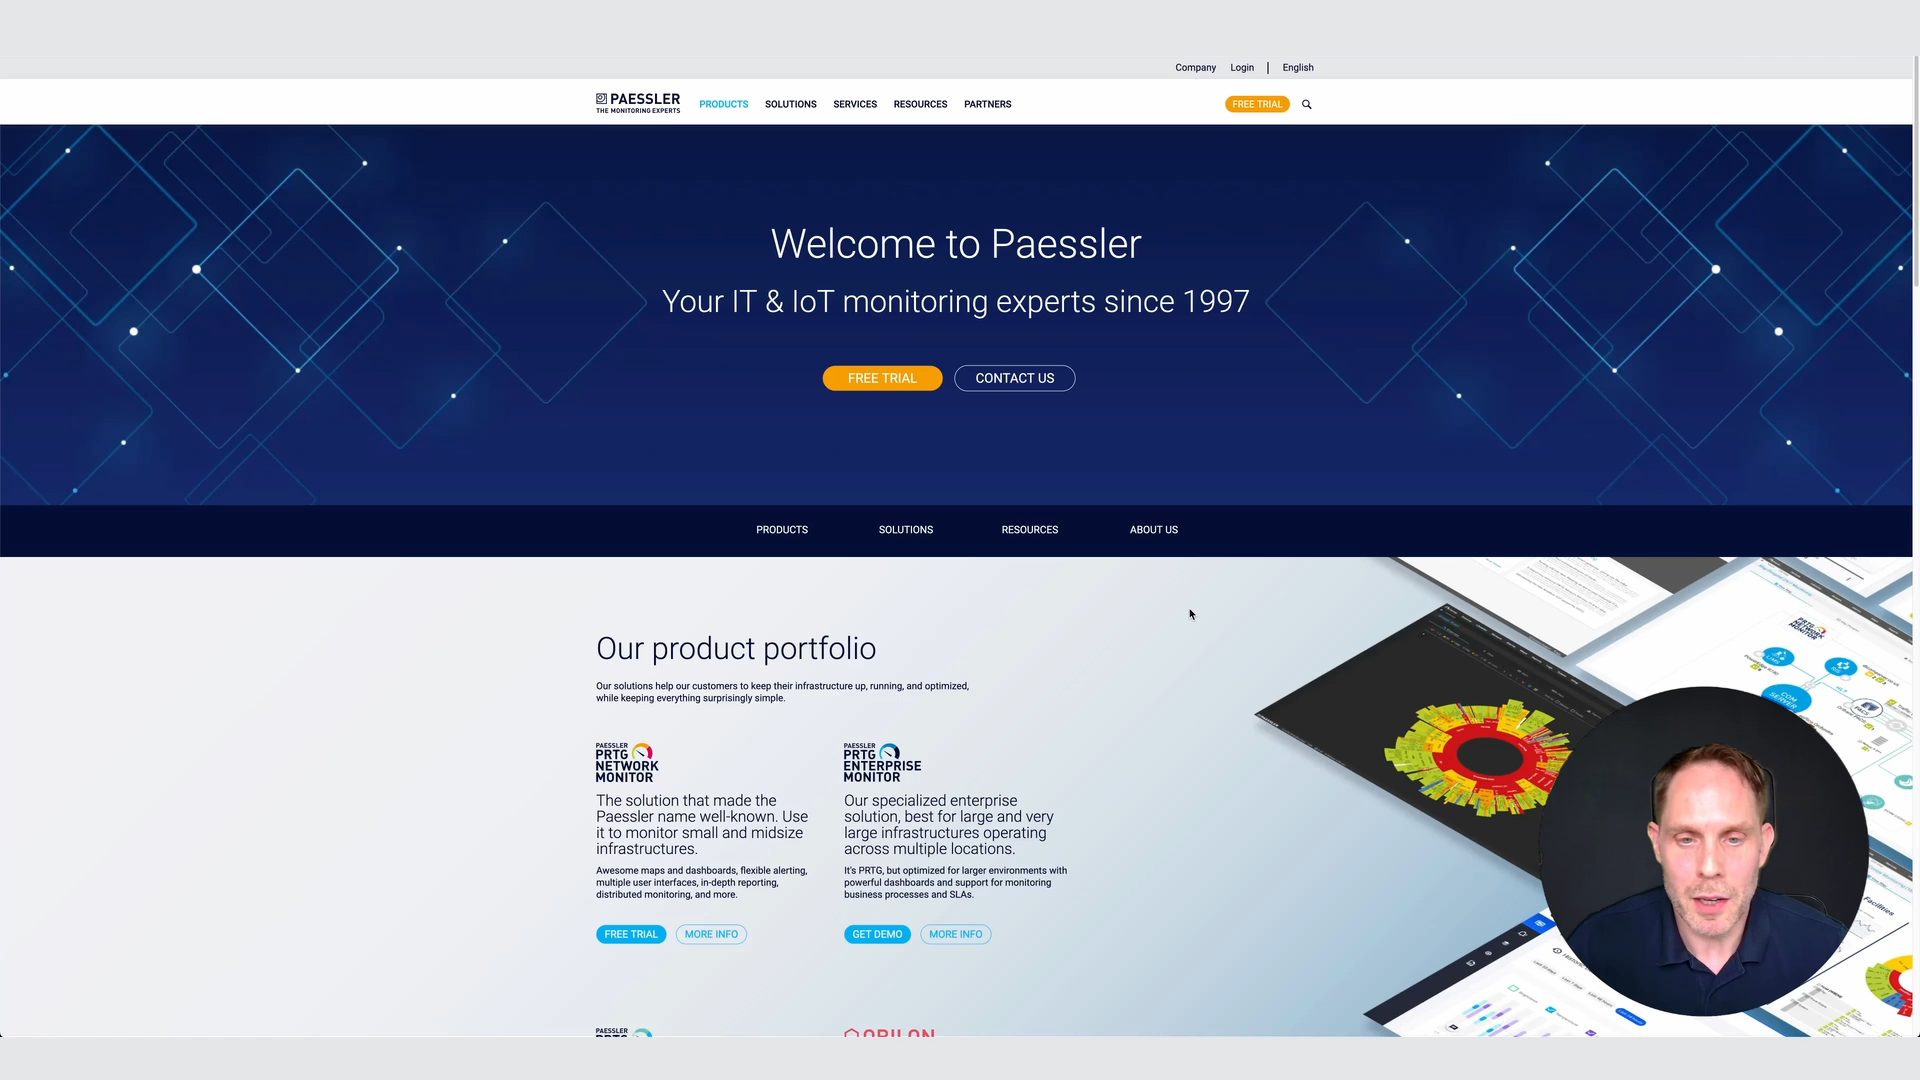 Company Login | English
PAESSLER
THE MONITORING EXPERTS
PRODUCTS SOLUTIONS SERVICES RESOURCES PARTNERS
FREE TRIAL
Welcome to Paessler
Your IT & IoT monitoring experts since 1997
FREE TRIAL CONTACT US
PRODUCTS SOLUTIONS RESOURCES ABOUT US
Our product portfolio
Our solutions help our customers to keep their infrastructure up, running, and optimized,
while keeping everything surprisingly simple.
PAESSLER
PRTG
NETWORK
MONITOR
The solution that made the
Paessler name well-known. Use
it to monitor small and midsize
infrastructures.
Awesome maps and dashboards, flexible alerting,
multiple user interfaces, in-depth reporting,
distributed monitoring, and more.
FREE TRIAL MORE INFO
PAESSLER
PRTG
ENTERPRISE
MONITOR
Our specialized enterprise
solution, best for large and very
large infrastructures operating
across multiple locations.
It's PRTG, but optimized for larger environments with
powerful dashboards and support for monitoring
business processes and SLAs.
GET DEMO MORE INFO
PAESSLER
PRTG
NETWORK
MONITOR
COM
SERVER
PACS
Facilities